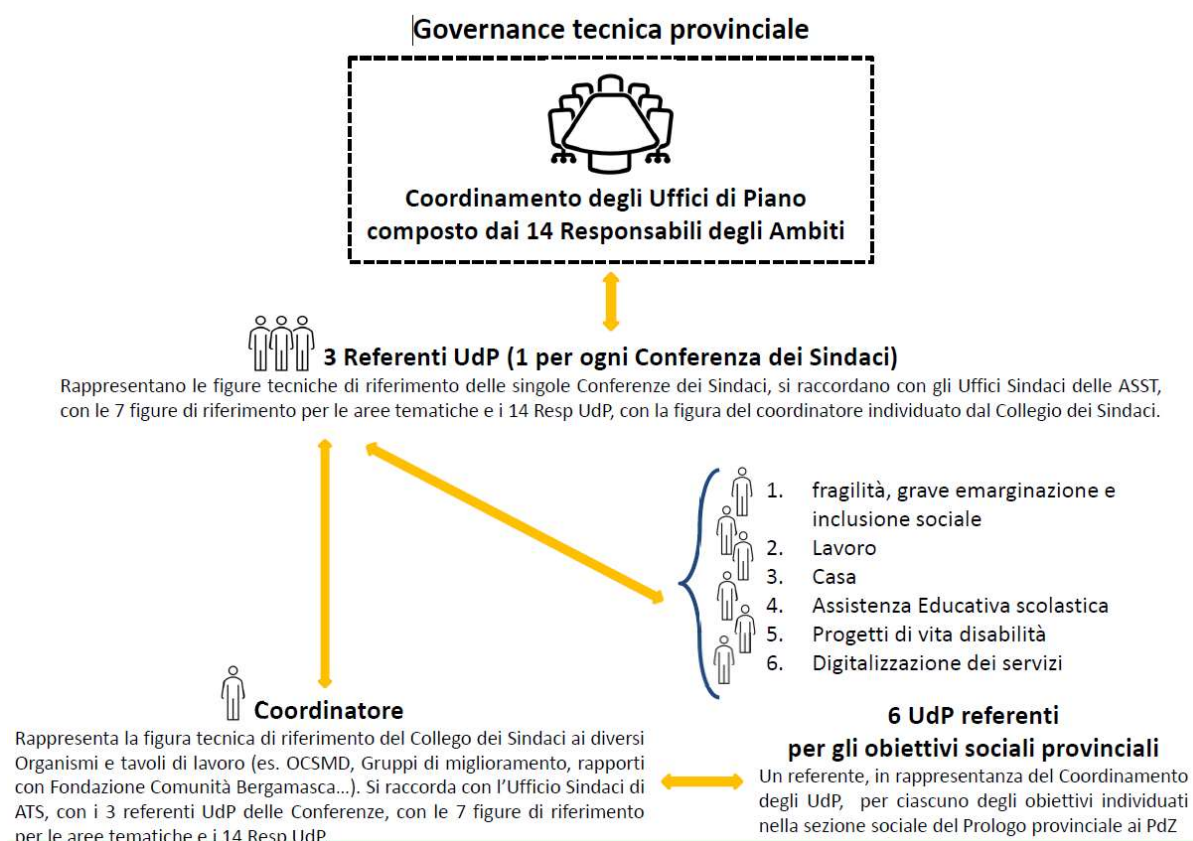 Governance tecnica provinciale
Coordinamento degli Uffici di Piano
composto dai 14 Responsabili degli Ambiti
3 Referenti UdP (1 per ogni Conferenza dei Sindaci)
Rappresentano le figure tecniche di riferimento delle singole Conferenze dei Sindaci, si raccordano con gli Uffici Sindaci delle ASST,
con le 7 figure di riferimento per le aree tematiche e i 14 Resp UdP, con la figura del coordinatore individuato dal Collegio dei Sindaci.
1. fragilità, grave emarginazione e
inclusione sociale
2. Lavoro
3. Casa
4. Assistenza Educativa scolastica
5. Progetti di vita disabilità
6. Digitalizzazione dei servizi
Coordinatore
Rappresenta la figura tecnica di riferimento del Collego dei Sindaci ai diversi
Organismi e tavoli di lavoro (es. OCSMD, Gruppi di miglioramento, rapporti
con Fondazione Comunità Bergamasca...). Si raccorda con l'Ufficio Sindaci di
ATS, con i 3 referenti UdP delle Conferenze, con le 7 figure di riferimento
per le aree tematiche e i 14 Resp UdP
6 UdP referenti
per gli obiettivi sociali provinciali
Un referente, in rappresentanza del Coordinamento
degli UdP, per ciascuno degli obiettivi individuati
nella sezione sociale del Prologo provinciale ai PdZ